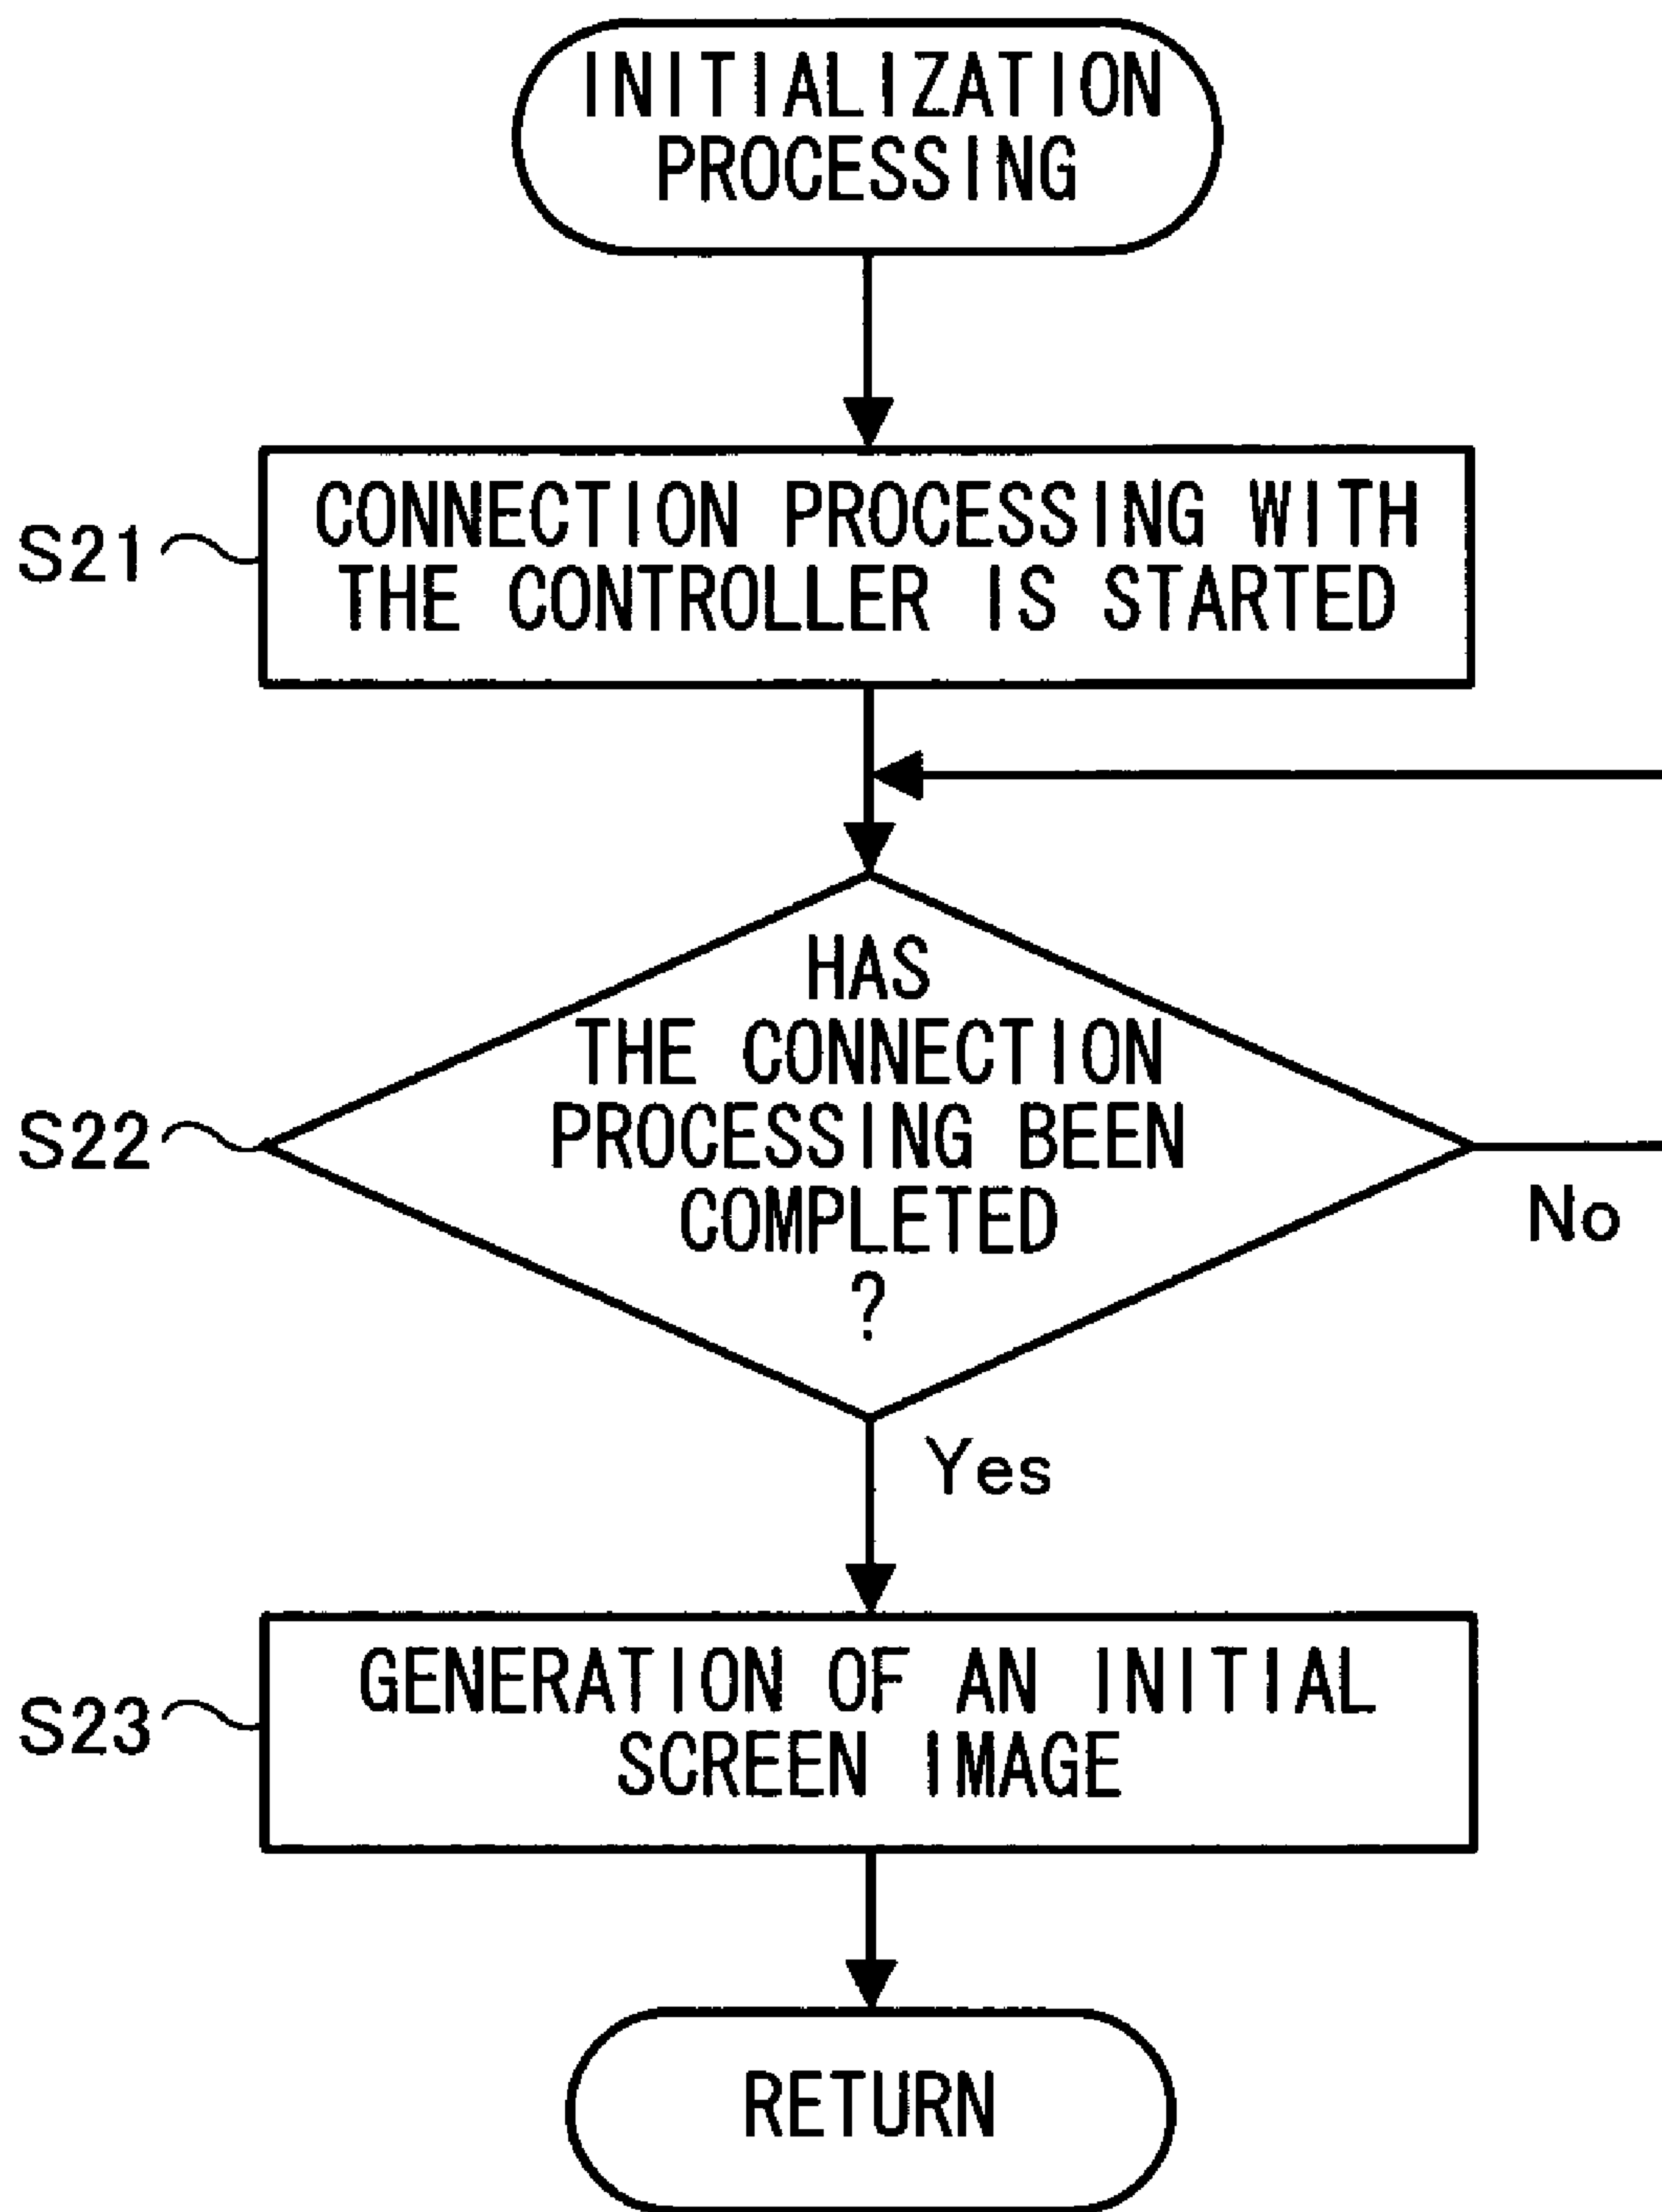 INITIALIZATION
PROCESSING
S21
CONNECTION PROCESSING WITH
THE CONTROLLER IS STARTED
S22
HAS
THE CONNECTION
PROCESSING BEEN
COMPLETED
?
No
Yes
S23
GENERATION OF AN INITIAL
SCREEN IMAGE
RETURN